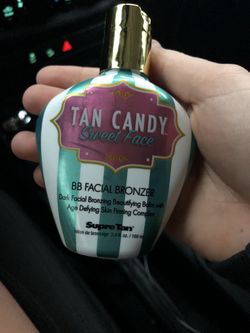 TAN CANDY
Sweet Face
BB FACIAL BRONZER
Dark Facial Bronzing Beautifying Balm with
Age Defying Skin Firming Complex
Supre Tan